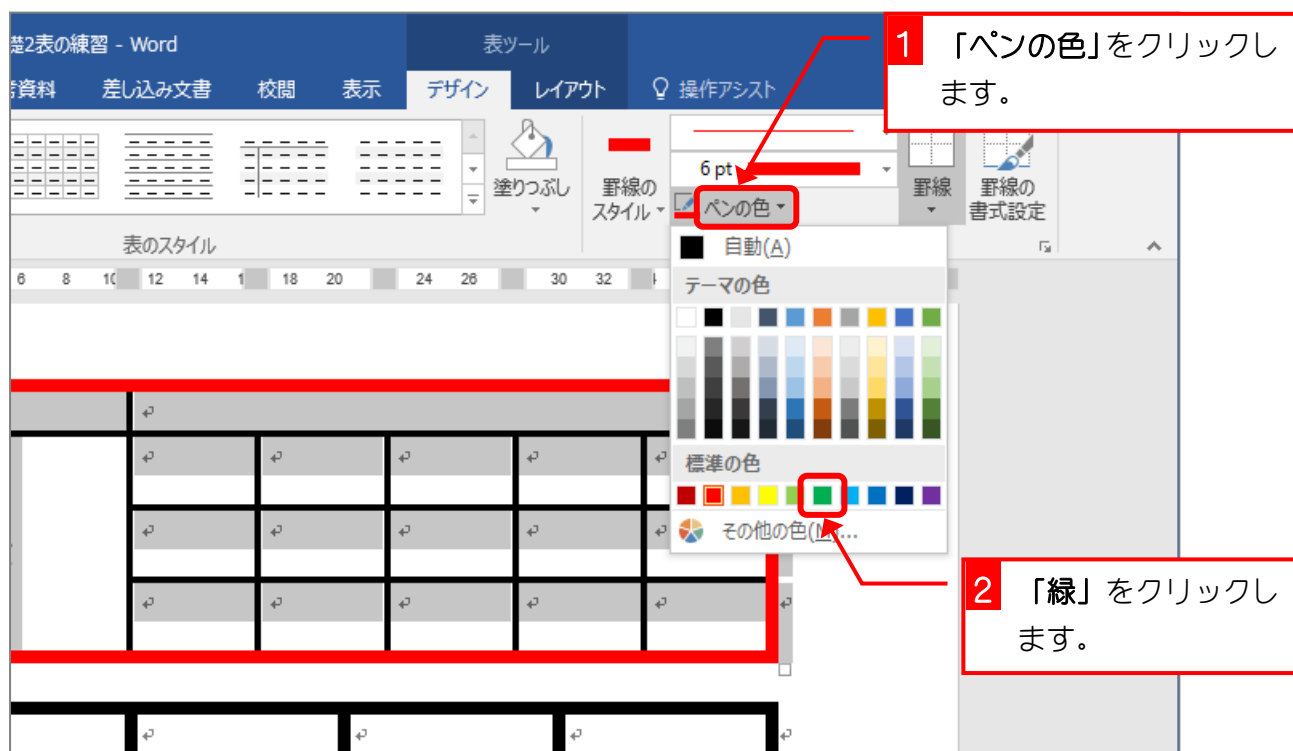 楚2表の練習 - Word
表ツール
資料 差し込み文書 校閲 表示 デザイン レイアウト 操作アシスト
1 「ペンの色」をクリックし
ます。
6 pt
塗りつぶし
罫線の
スタイル
ペンの色
罫線
罫線の
書式設定
表のスタイル
自動(A)
6 8 10 12 14 1 18 20 24 26 30 32
テーマの色
標準の色
その他の色(M)...
2 「緑」をクリックし
ます。